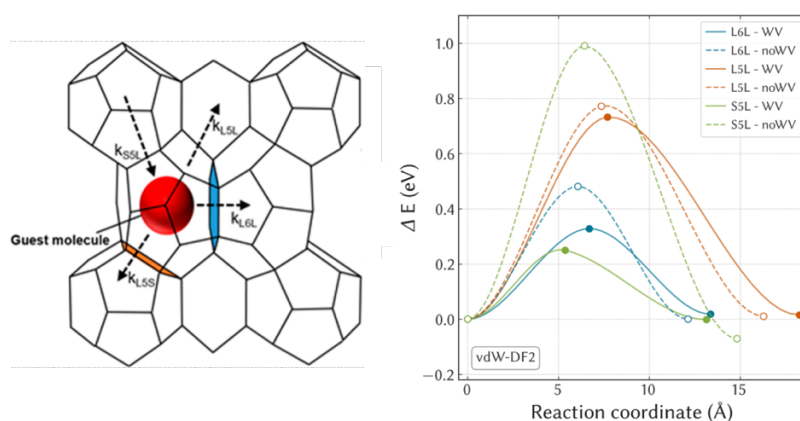 k_S5L
k_L5L
k_L6L
Guest molecule
k_L5S
Δ E (eV)
1.0
0.8
0.6
0.4
0.2
0.0
−0.2
L6L - WV
L6L - noWV
L5L - WV
L5L - noWV
S5L - WV
S5L - noWV
vdW-DF2
0
5
10
15
Reaction coordinate (Å)